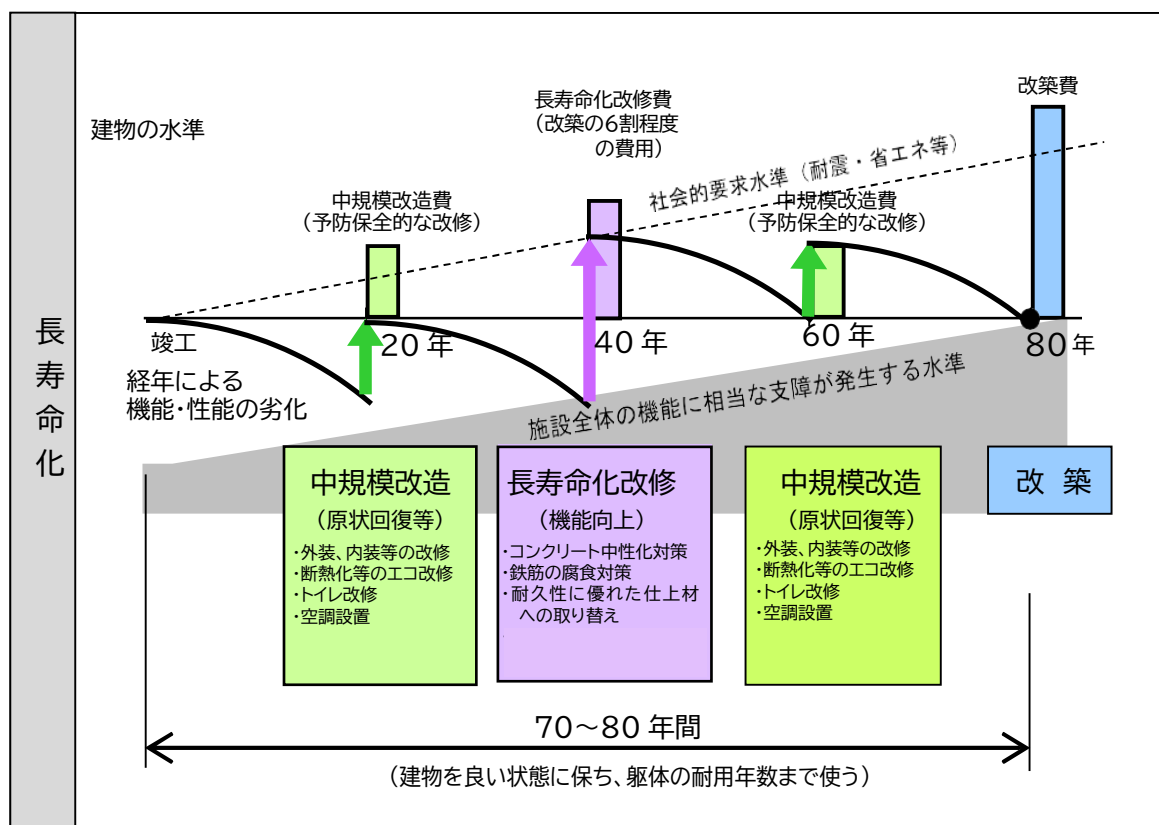 長寿命化
建物の水準
改築費
長寿命化改修費
（改築の6割程度
の費用）
社会的要求水準（耐震・省エネ等）
中規模改造費
（予防保全的な改修）
中規模改造費
（予防保全的な改修）
竣工
20 年
40 年
60 年
80 年
経年による
機能・性能の劣化
施設全体の機能に相当な支障が発生する水準
中規模改造
（原状回復等）
・外装、内装等の改修
・断熱化等のエコ改修
・トイレ改修
・空調設置
長寿命化改修
（機能向上）
・コンクリート中性化対策
・鉄筋の腐食対策
・耐久性に優れた仕上材
への取り替え
中規模改造
（原状回復等）
・外装、内装等の改修
・断熱化等のエコ改修
・トイレ改修
・空調設置
改 築
70～80 年間
（建物を良い状態に保ち、躯体の耐用年数まで使う）